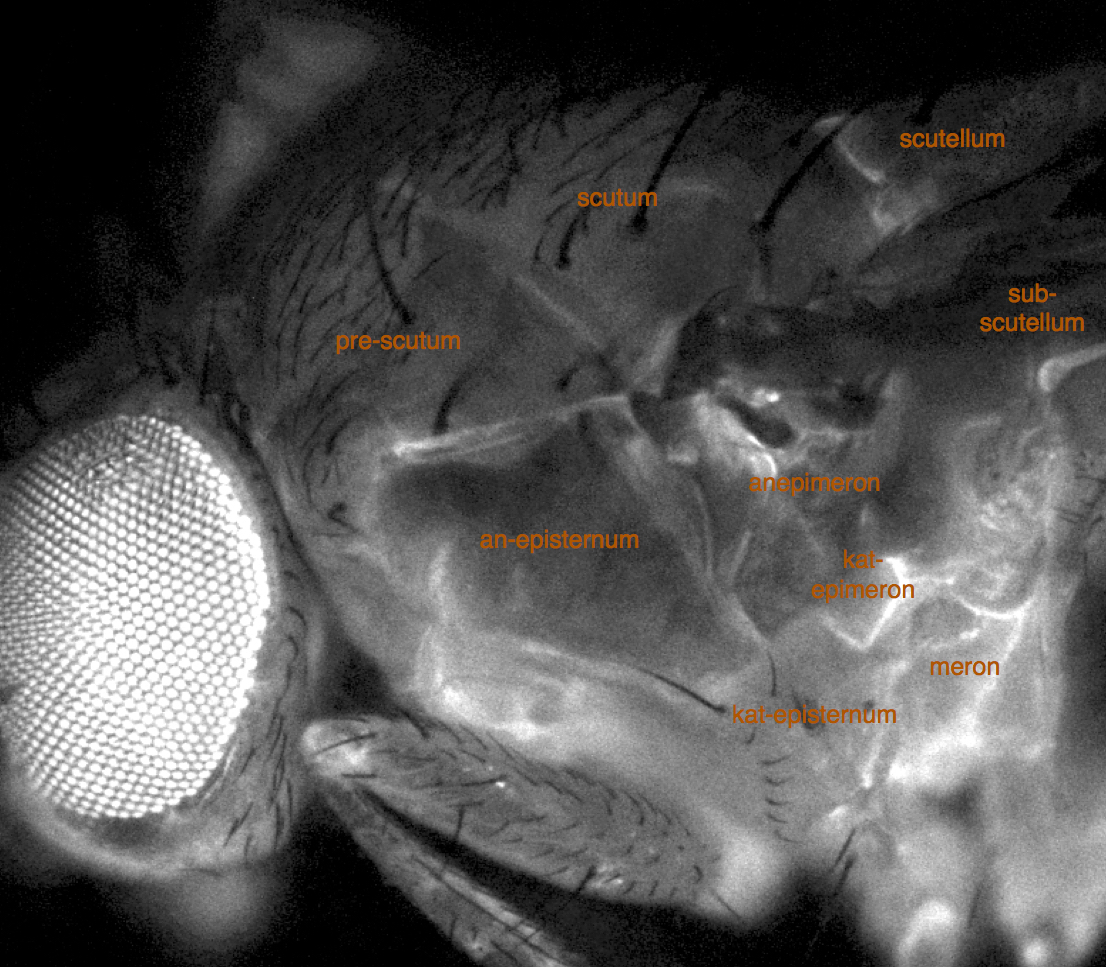 scutellum
scutum
sub-
scutellum
pre-scutum
anepimeron
an-episternum
kat-
epimeron
meron
kat-episternum